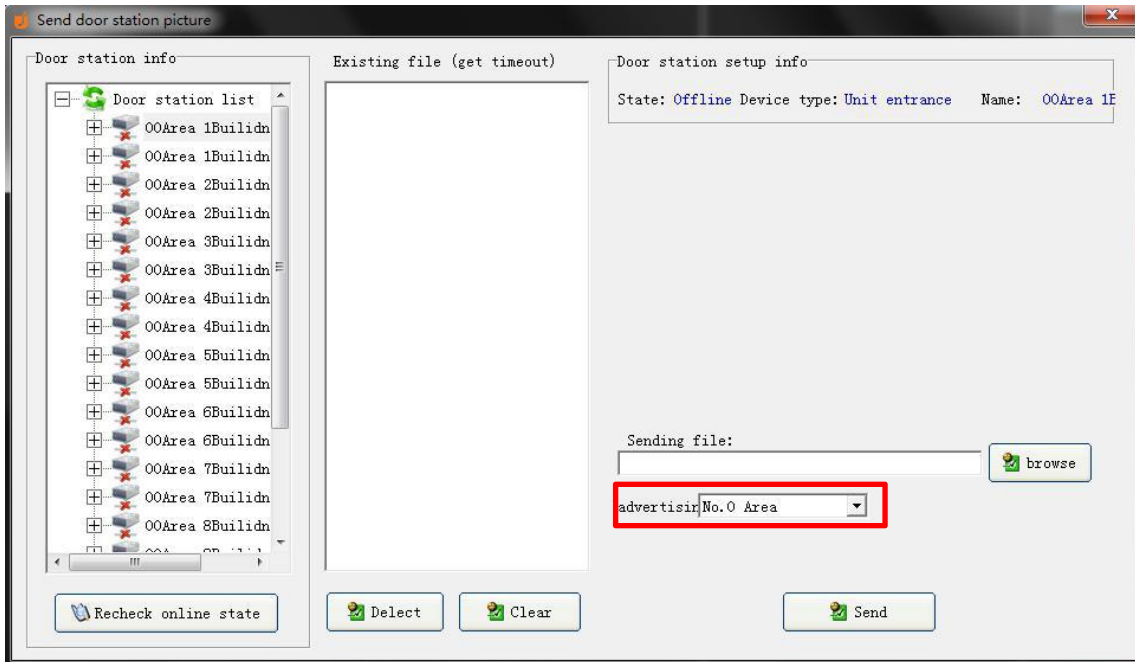 Send door station picture
Door station info
Door station list
00Area 1Builidn
00Area 1Builidn
00Area 2Builidn
00Area 2Builidn
00Area 3Builidn
00Area 3Builidn
00Area 4Builidn
00Area 4Builidn
00Area 5Builidn
00Area 5Builidn
00Area 6Builidn
00Area 6Builidn
00Area 7Builidn
00Area 7Builidn
00Area 8Builidn
Recheck online state
Existing file (get timeout)
Delect
Clear
Door station setup info
State: Offline Device type: Unit entrance Name: 00Area 1B
Sending file:
browse
advertisin No.0 Area
Send